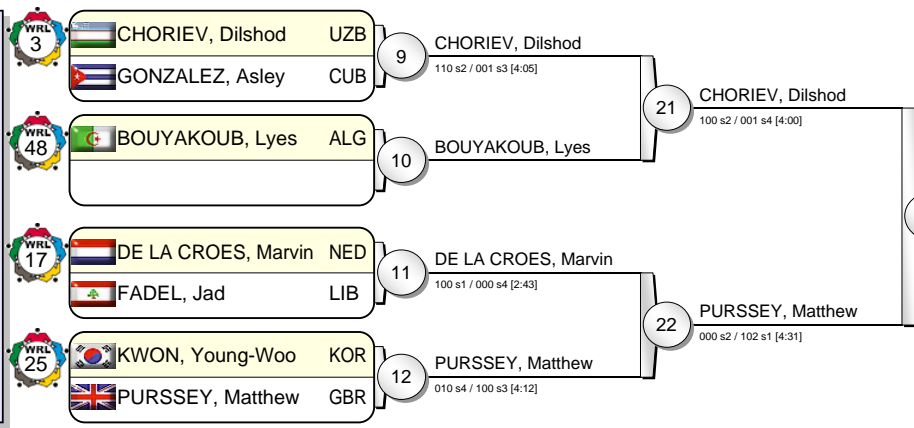 WRL
3
CHORIEV, Dilshod UZB
GONZALEZ, Asley CUB
9
CHORIEV, Dilshod
110 s2 / 001 s3 [4:05]
21
CHORIEV, Dilshod
100 s2 / 001 s4 [4:00]
WRL
48
BOUYAKOUB, Lyes ALG
10
BOUYAKOUB, Lyes
WRL
17
DE LA CROES, Marvin NED
FADEL, Jad LIB
11
DE LA CROES, Marvin
100 s1 / 000 s4 [2:43]
22
PURSSEY, Matthew
000 s2 / 102 s1 [4:31]
WRL
25
KWON, Young-Woo KOR
PURSSEY, Matthew GBR
12
PURSSEY, Matthew
010 s4 / 100 s3 [4:12]